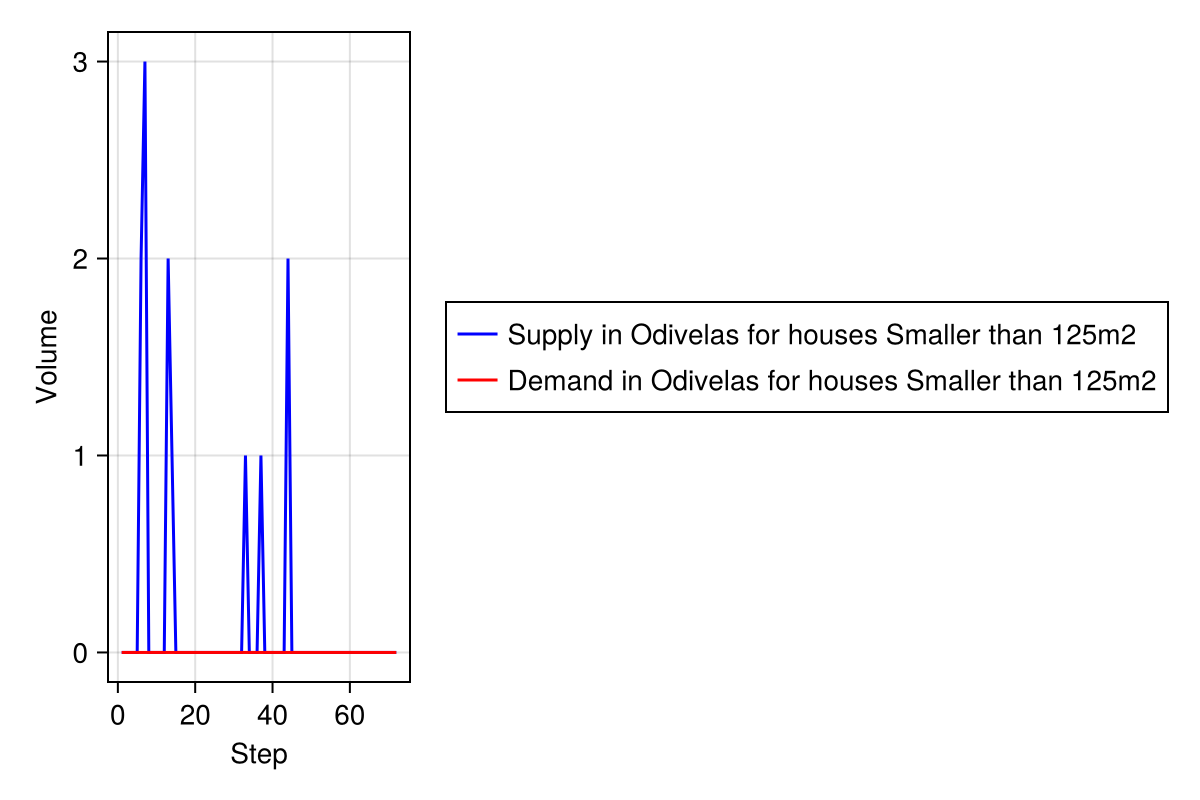 3
2
1
0
Volume
0 20 40 60
Step
Supply in Odivelas for houses Smaller than 125m2
Demand in Odivelas for houses Smaller than 125m2